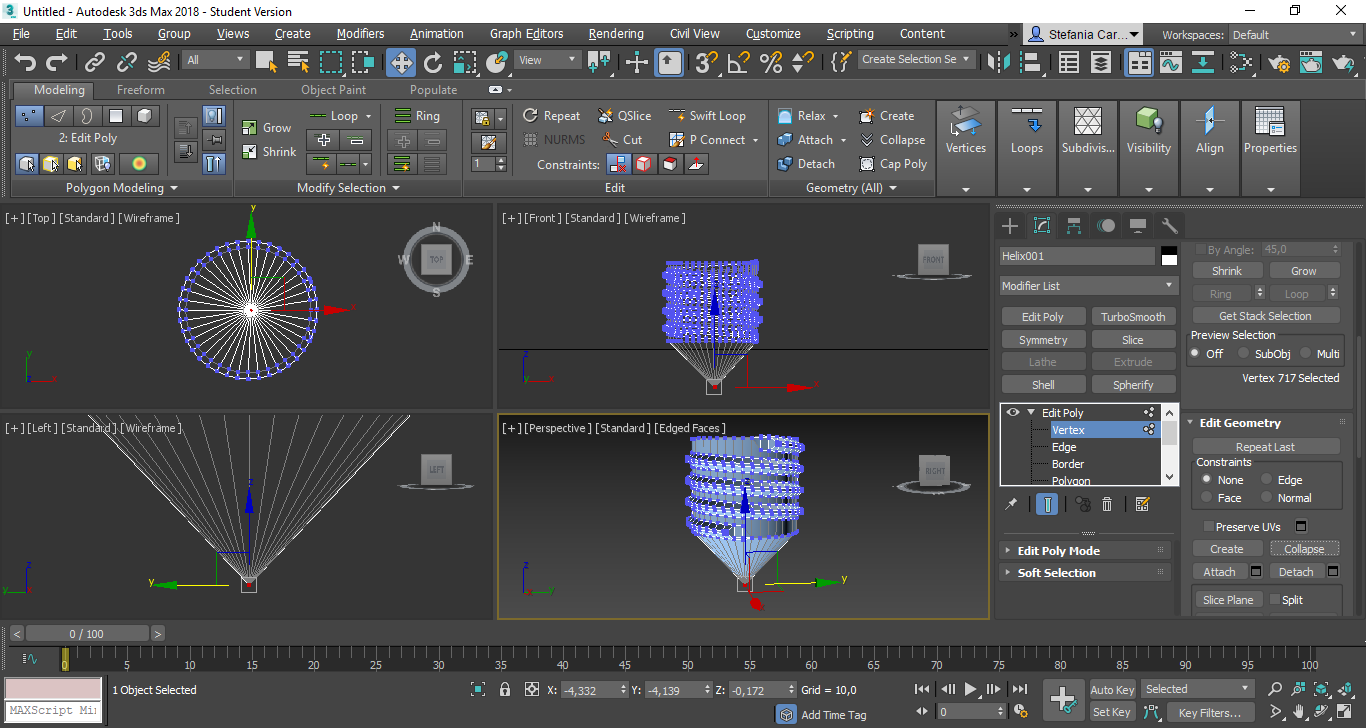 Untitled - Autodesk 3ds Max 2018 - Student Version
File Edit Tools Group Views Create Modifiers Animation Graph Editors Rendering Civil View Customize Scripting Content » Stefania Car... Workspaces: Default
All View Create Selection Se
Modeling Freeform Selection Object Paint Populate
2: Edit Poly
Polygon Modeling
Grow
Shrink
Loop
Ring
Modify Selection
1
Repeat QSlice Swift Loop
NURMS Cut P Connect
Constraints:
Edit
Relax Create
Attach Collapse
Detach Cap Poly
Geometry (All)
Vertices Loops Subdivis... Visibility Align Properties
[+] [Top] [Standard] [Wireframe]
y
x
N
W TOP E
S
y
z x
[+] [Front] [Standard] [Wireframe]
FRONT
z
x
z
y x
[+] [Left] [Standard] [Wireframe]
LEFT
z
y
z
y x
[+] [Perspective] [Standard] [Edged Faces]
RIGHT
z
y
z
x y
Helix001
Modifier List
Edit Poly TurboSmooth
Symmetry Slice
Lathe Extrude
Shell Spherify
Edit Poly
Vertex
Edge
Border
Polygon
Edit Poly Mode
Soft Selection
By Angle: 45,0
Shrink Grow
Ring Loop
Get Stack Selection
Preview Selection
Off SubObj Multi
Vertex 717 Selected
Edit Geometry
Repeat Last
Constraints
None Edge
Face Normal
Preserve UVs
Create Collapse
Attach Detach
Slice Plane Split
< 0 / 100 >
0 5 10 15 20 25 30 35 40 45 50 55 60 65 70 75 80 85 90 95 100
MAXScript Mi
1 Object Selected
X: -4,332 Y: -4,139 Z: -0,172 Grid = 10,0
Add Time Tag
0
Auto Key Selected
Set Key Key Filters...